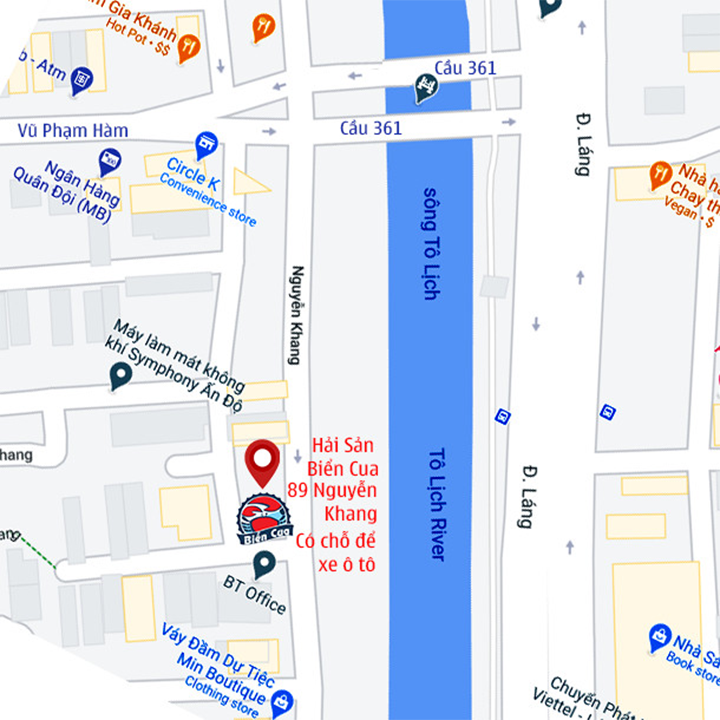 Gia Khánh
Hot Pot • $$
- Atm
Cầu 361
Vũ Phạm Hàm
Cầu 361
Đ. Láng
Circle K
Convenience store
Ngân Hàng
Quân Đội (MB)
Nhà
Chay
Vegan • $
sông Tô Lịch
Nguyễn Khang
Máy làm mát không
khí Symphony Ấn Độ
hang
Hải Sản
Biển Cua
89 Nguyễn
Khang
Có chỗ để
xe ô tô
Biển Cua
Tô Lịch River
Đ. Láng
BT Office
Váy Đầm Dự Tiệc
Min Boutique
Clothing store
Nhà
Book store
Chuyển Phát
Viettel -